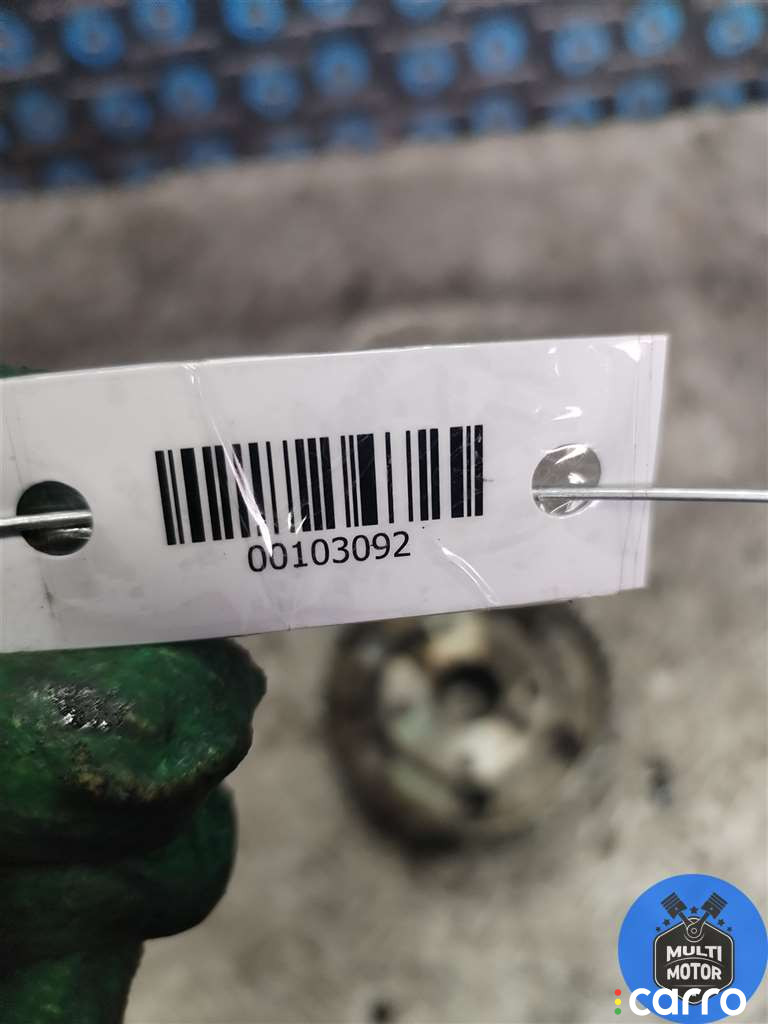 00103092
MULTI
MOTOR
carro